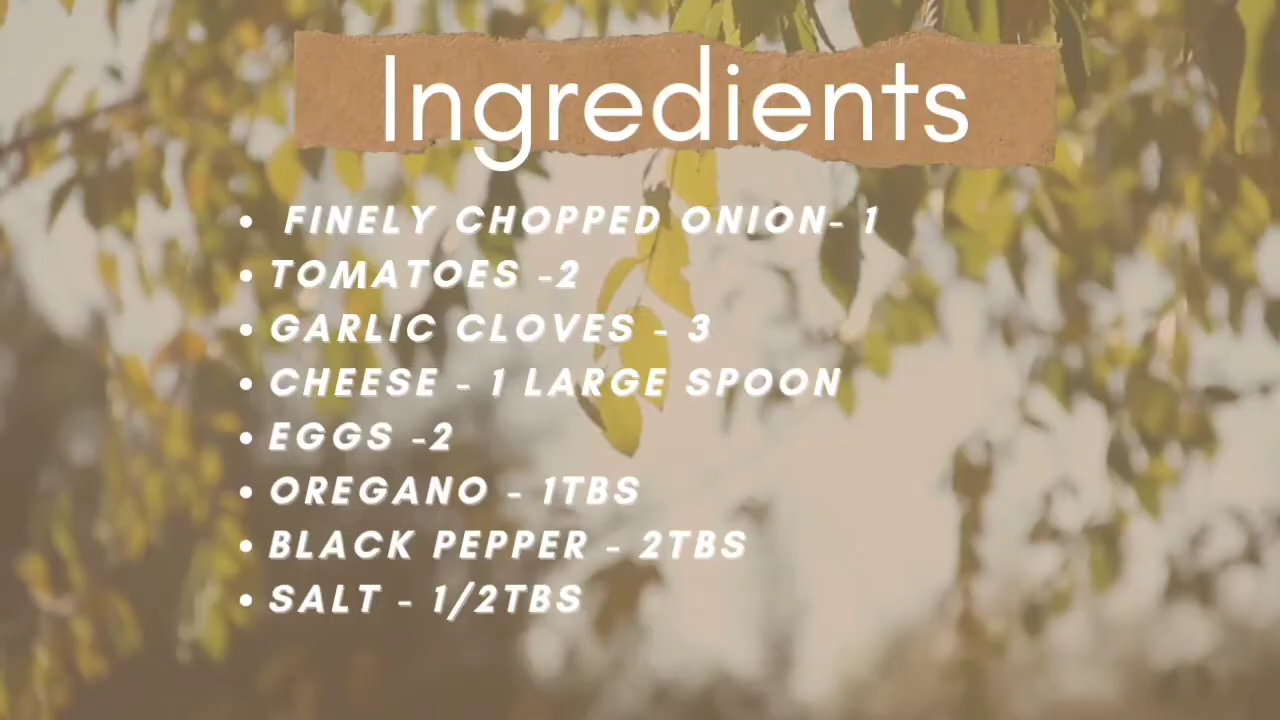 Ingredients
• FINELY CHOPPED ONION- 1
• TOMATOES -2
• GARLIC CLOVES - 3
• CHEESE - 1 LARGE SPOON
• EGGS -2
• OREGANO - 1TBS
• BLACK PEPPER - 2TBS
• SALT - 1/2TBS